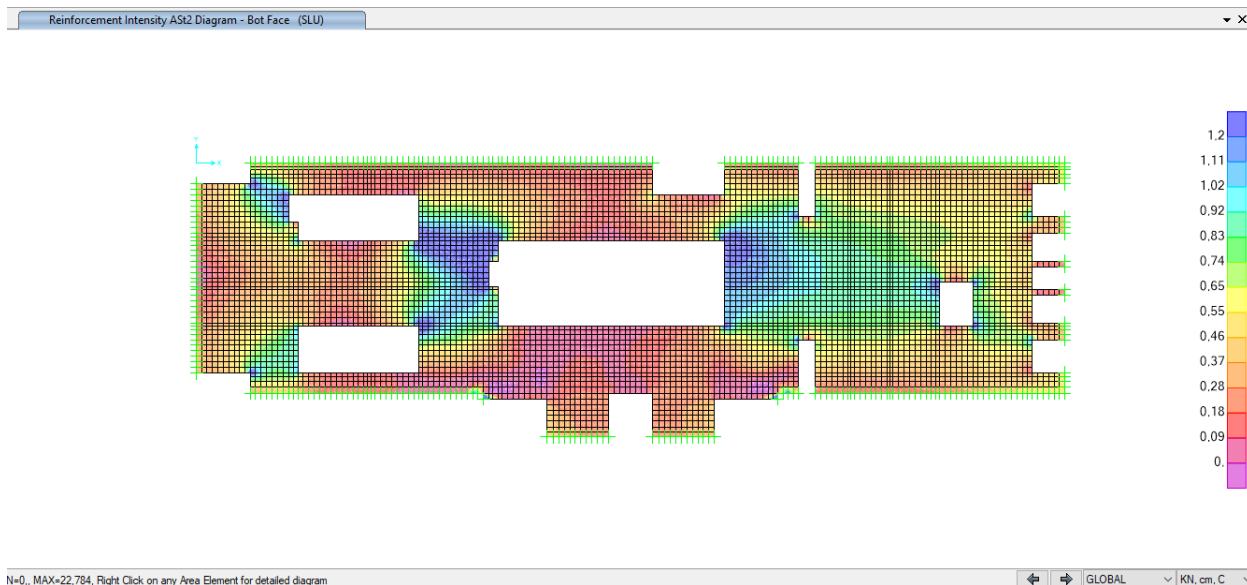 Reinforcement Intensity ASt2 Diagram - Bot Face (SLU)
Y
X
1.2
1.11
1.02
0.92
0.83
0.74
0.65
0.55
0.46
0.37
0.28
0.18
0.09
0.
N=0,, MAX=22,784, Right Click on any Area Element for detailed diagram
GLOBAL
KN, cm, C